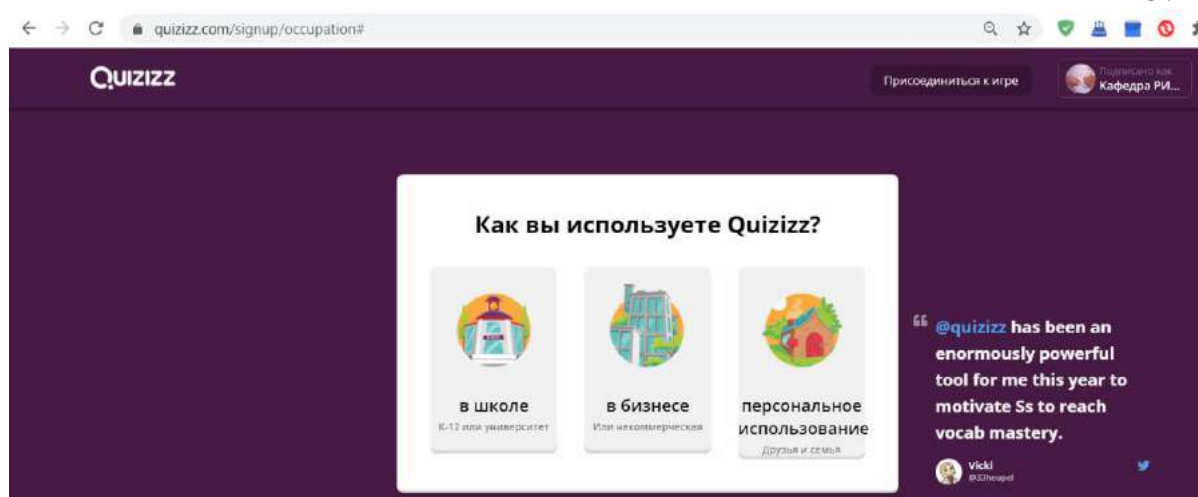 quizizz.com/signup/occupation#
Quizizz
Присоединиться к игре
Подписано как
Кафедра РИ...
Как вы используете Quizizz?
в школе
К-12 или университет
в бизнесе
Или некоммерческая
персональное
использование
Друзья и семья
“ @quizizz has been an
enormously powerful
tool for me this year to
motivate Ss to reach
vocab mastery.
Vicki